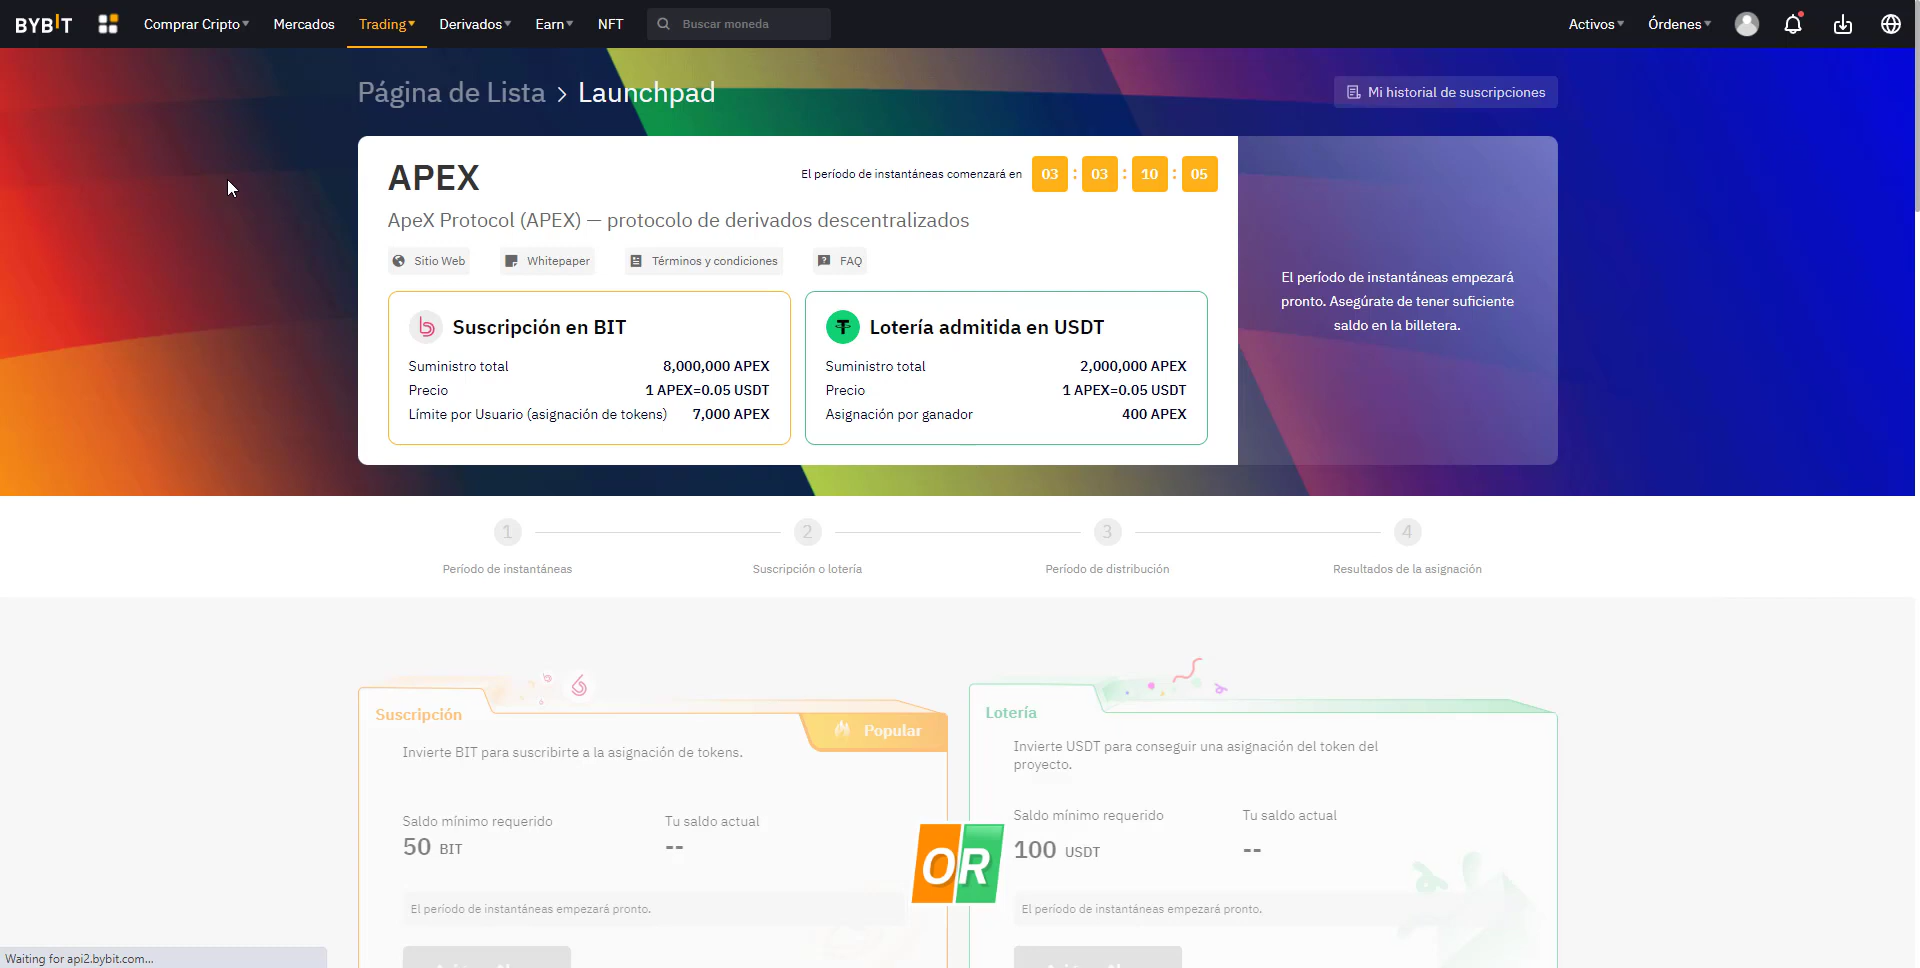 BYBIT
Comprar Cripto
Mercados
Trading
Derivados
Earn
NFT
Buscar moneda
Activos
Órdenes
Página de Lista > Launchpad
Mi historial de suscripciones
APEX
El período de instantáneas comenzará en 03 : 03 : 10 : 05
ApeX Protocol (APEX) — protocolo de derivados descentralizados
Sitio Web
Whitepaper
Términos y condiciones
FAQ
El período de instantáneas empezará
pronto. Asegúrate de tener suficiente
saldo en la billetera.
Suscripción en BIT
Suministro total 8,000,000 APEX
Precio 1 APEX=0.05 USDT
Límite por Usuario (asignación de tokens) 7,000 APEX
Lotería admitida en USDT
Suministro total 2,000,000 APEX
Precio 1 APEX=0.05 USDT
Asignación por ganador 400 APEX
1
2
3
4
Período de instantáneas
Suscripción o lotería
Período de distribución
Resultados de la asignación
Suscripción
Popular
Invierte BIT para suscribirte a la asignación de tokens.
Saldo mínimo requerido
Tu saldo actual
50 BIT
--
El período de instantáneas empezará pronto.
OR
Lotería
Invierte USDT para conseguir una asignación del token del
proyecto.
Saldo mínimo requerido
Tu saldo actual
100 USDT
--
El período de instantáneas empezará pronto.
Waiting for api2.bybit.com...